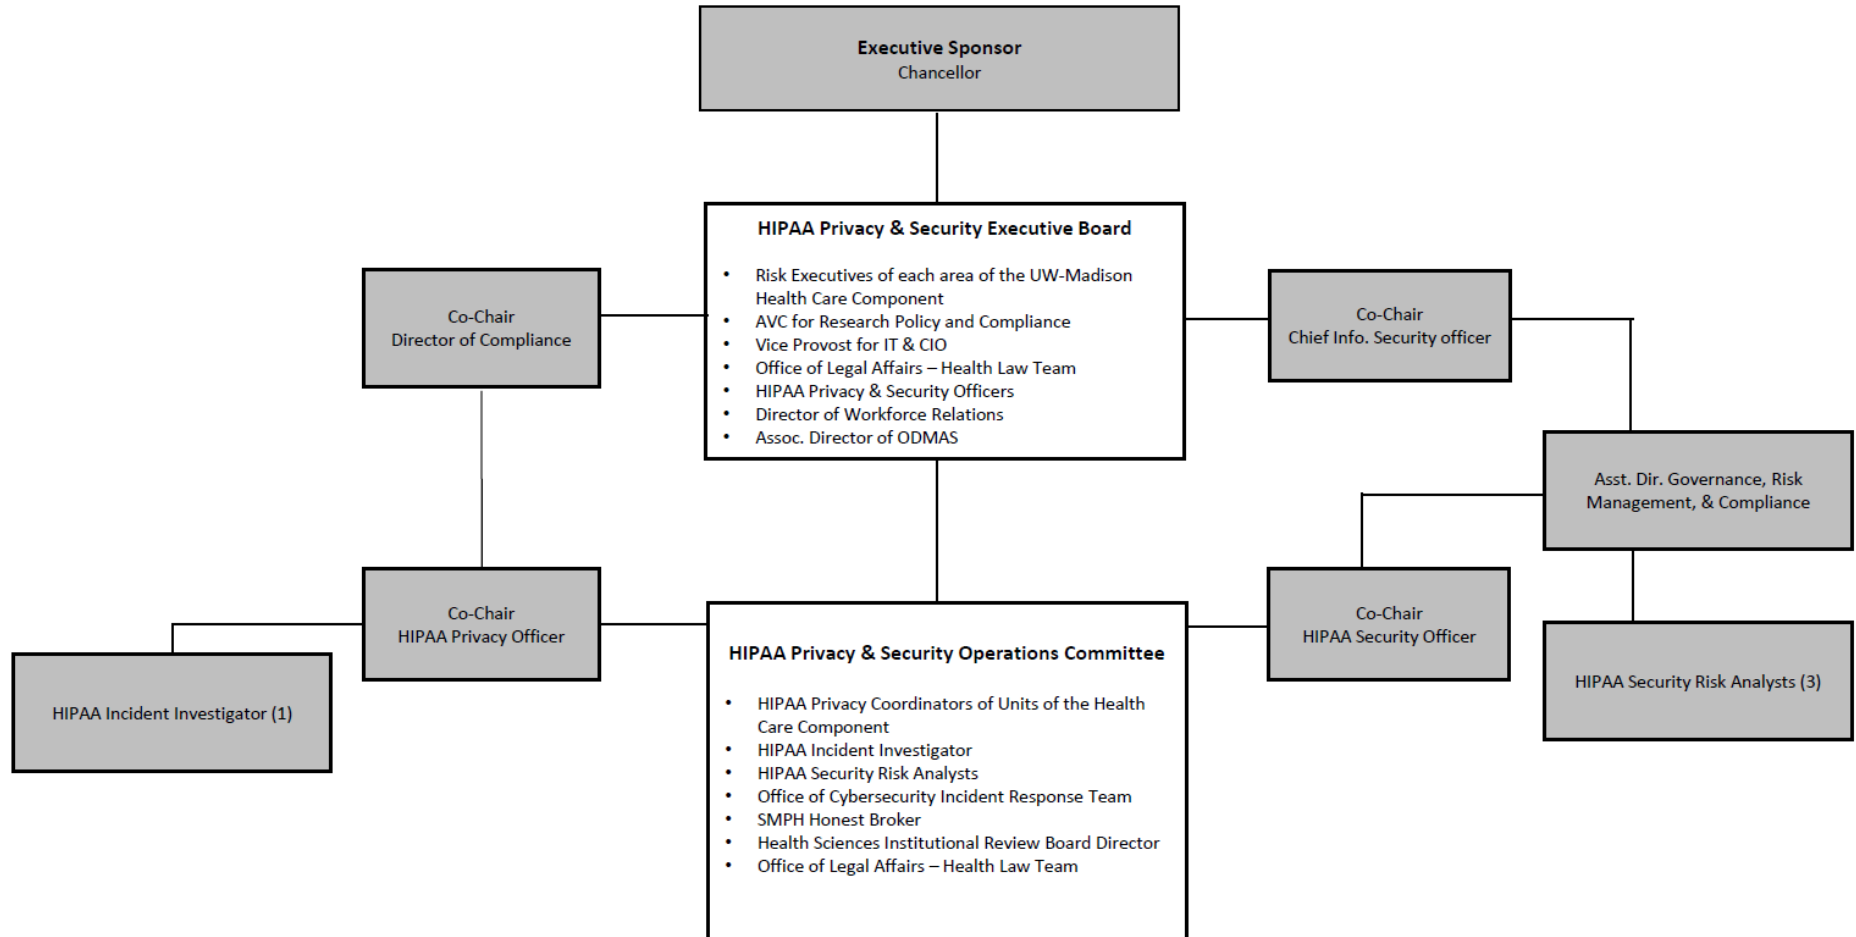 Executive Sponsor
Chancellor
HIPAA Privacy & Security Executive Board
• Risk Executives of each area of the UW-Madison
Health Care Component
• AVC for Research Policy and Compliance
• Vice Provost for IT & CIO
• Office of Legal Affairs – Health Law Team
• HIPAA Privacy & Security Officers
• Director of Workforce Relations
• Assoc. Director of ODMAS
Co-Chair
Director of Compliance
Co-Chair
Chief Info. Security officer
Asst. Dir. Governance, Risk
Management, & Compliance
Co-Chair
HIPAA Privacy Officer
Co-Chair
HIPAA Security Officer
HIPAA Incident Investigator (1)
HIPAA Security Risk Analysts (3)
HIPAA Privacy & Security Operations Committee
• HIPAA Privacy Coordinators of Units of the Health
Care Component
• HIPAA Incident Investigator
• HIPAA Security Risk Analysts
• Office of Cybersecurity Incident Response Team
• SMPH Honest Broker
• Health Sciences Institutional Review Board Director
• Office of Legal Affairs – Health Law Team